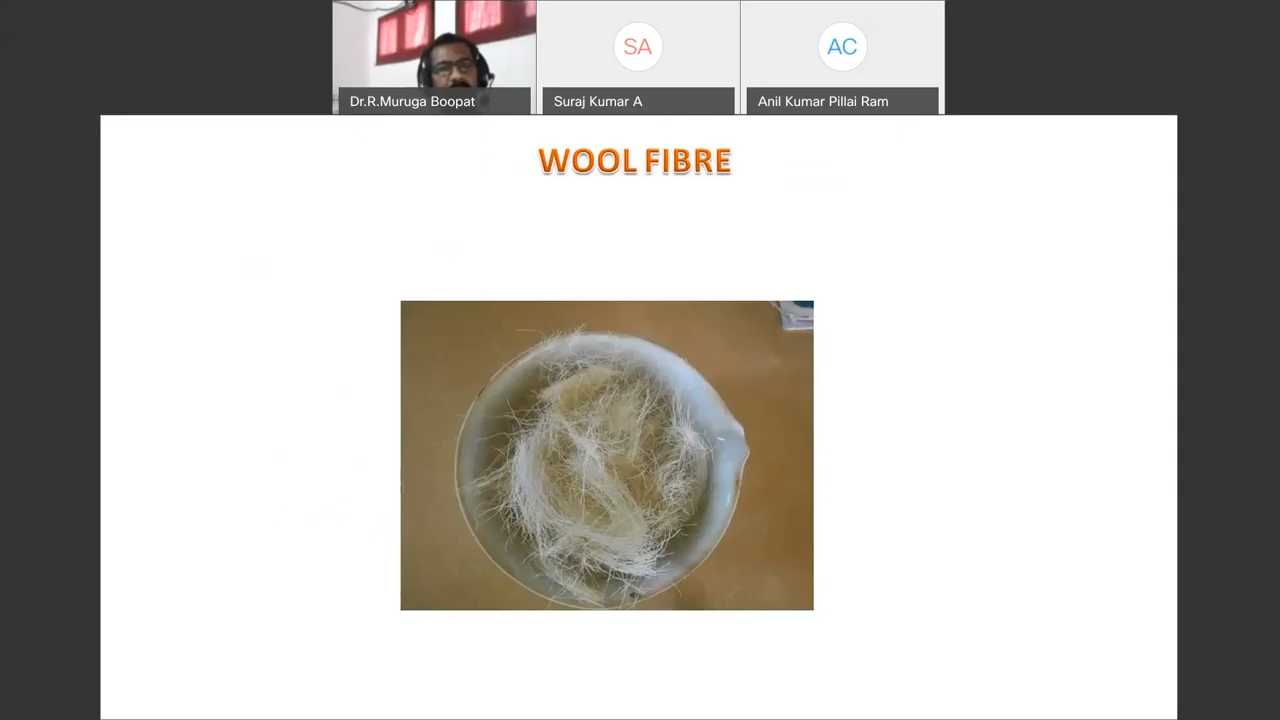 SA
AC
Dr.R.Muruga Boopat
Suraj Kumar A
Anil Kumar Pillai Ram
WOOL FIBRE